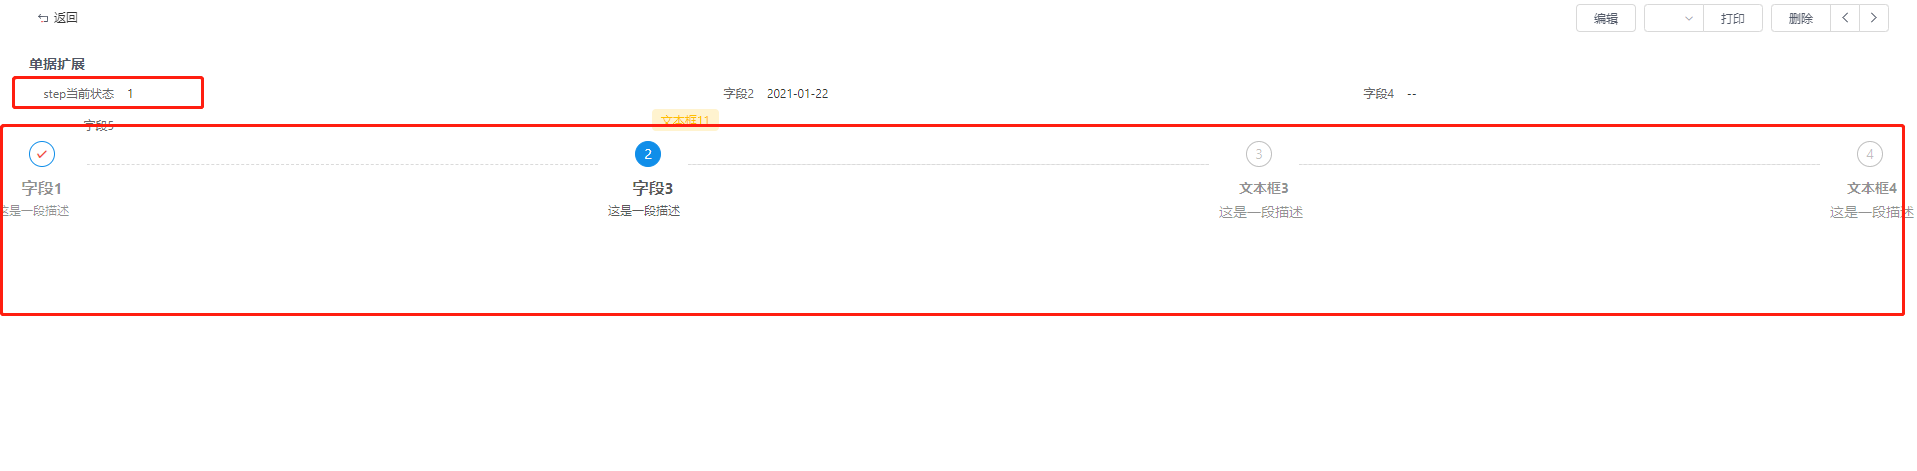 返回
编辑 打印 删除
单据扩展
step当前状态 1 字段2 2021-01-22 字段4 --
字段5 文本框11
2 3 4
字段1 字段3 文本框3 文本框4
这是一段描述 这是一段描述 这是一段描述 这是一段描述